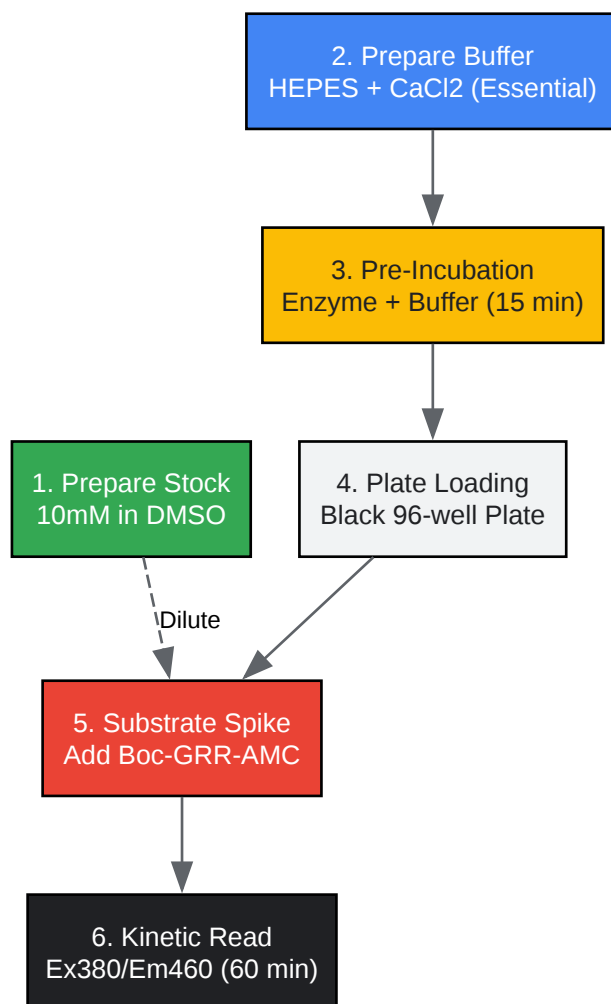 2. Prepare Buffer
HEPES + CaCl2 (Essential)
3. Pre-Incubation
Enzyme + Buffer (15 min)
1. Prepare Stock
10mM in DMSO
4. Plate Loading
Black 96-well Plate
Dilute
5. Substrate Spike
Add Boc-GRR-AMC
6. Kinetic Read
Ex380/Em460 (60 min)